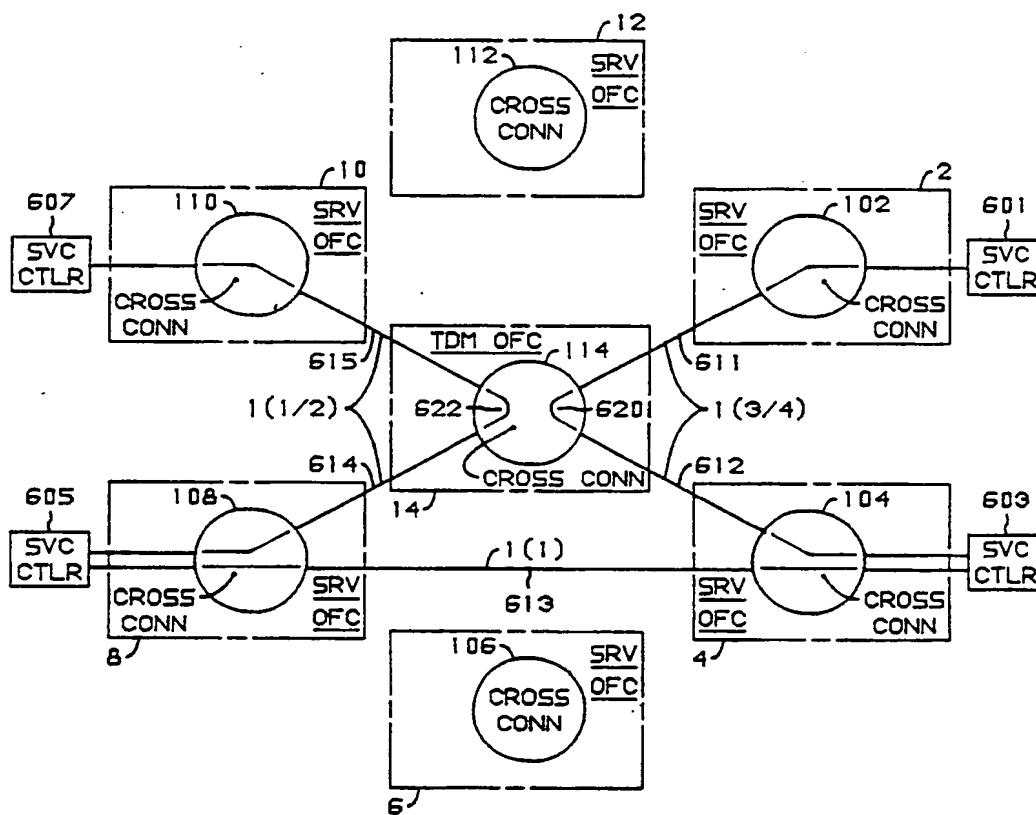 12
112
SRV
OFC
CROSS
CONN
10
110
SRV
OFC
607
SVC
CTLR
CROSS
CONN
2
102
SRV
OFC
601
SVC
CTLR
CROSS
CONN
TDM OFC
114
615
611
1(1/2)
622
620
1(3/4)
614
612
CROSS CONN
14
605
SVC
CTLR
108
CROSS
CONN
SRV
OFC
8
1(1)
613
104
603
SVC
CTLR
SRV
OFC
CROSS
CONN
4
106
SRV
OFC
CROSS
CONN
6